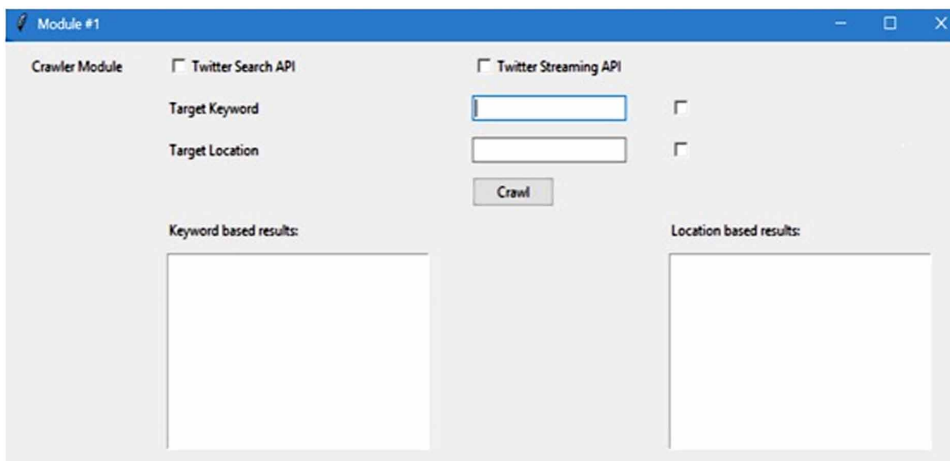 Module #1
Crawler Module Twitter Search API Twitter Streaming API
Target Keyword
Target Location
Crawl
Keyword based results: Location based results: